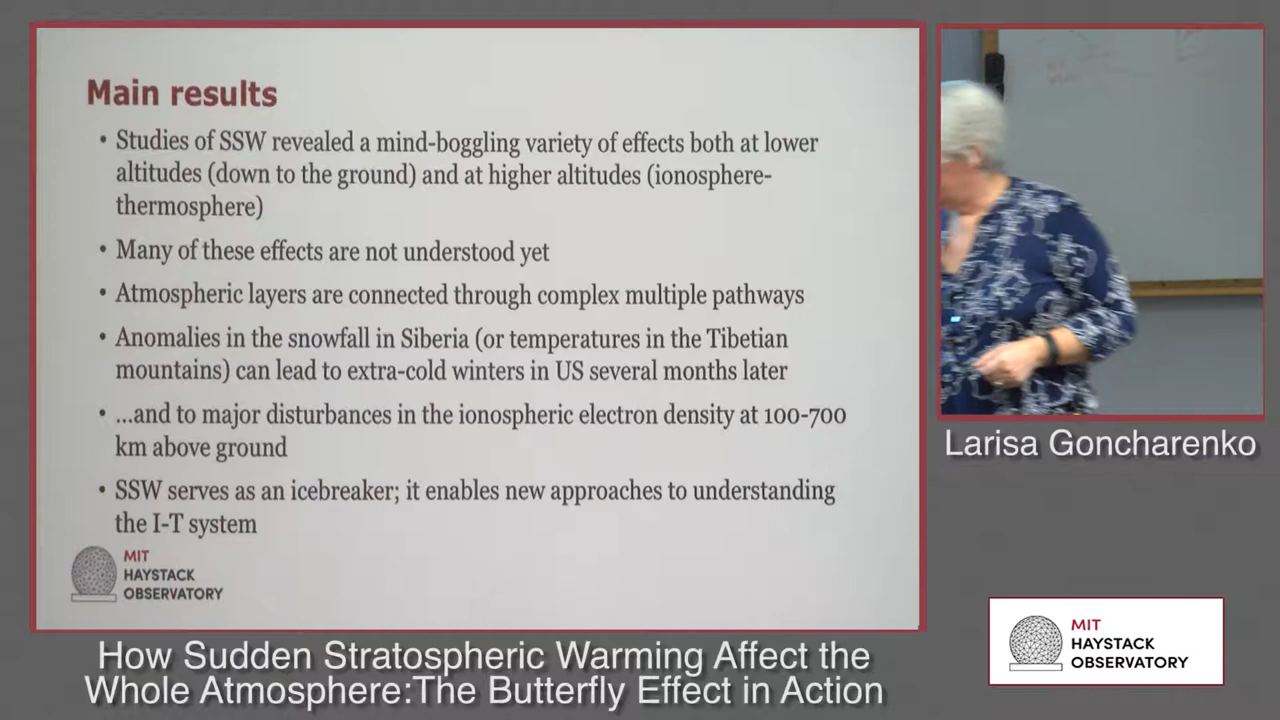 Main results
• Studies of SSW revealed a mind-boggling variety of effects both at lower
altitudes (down to the ground) and at higher altitudes (ionosphere-
thermosphere)
• Many of these effects are not understood yet
• Atmospheric layers are connected through complex multiple pathways
• Anomalies in the snowfall in Siberia (or temperatures in the Tibetian
mountains) can lead to extra-cold winters in US several months later
• ...and to major disturbances in the ionospheric electron density at 100-700
km above ground
• SSW serves as an icebreaker; it enables new approaches to understanding
the I-T system
MIT
HAYSTACK
OBSERVATORY
Larisa Goncharenko
MIT
HAYSTACK
OBSERVATORY
How Sudden Stratospheric Warming Affect the
Whole Atmosphere:The Butterfly Effect in Action